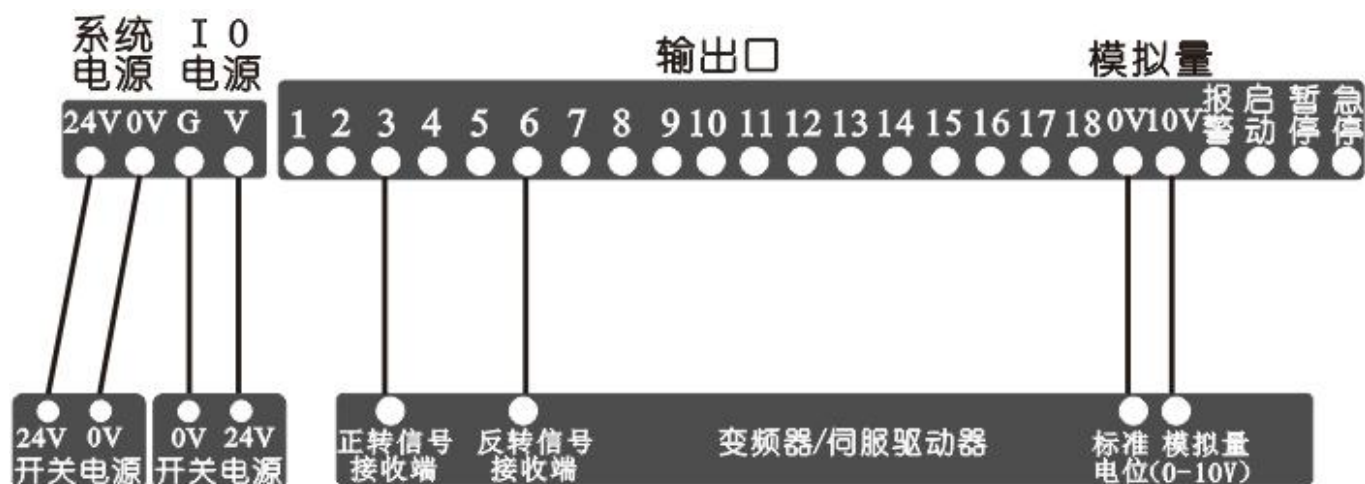 系统 I O 输出口 模拟量
电源 电源
24V 0V G V 1 2 3 4 5 6 7 8 9 10 11 12 13 14 15 16 17 18 0V 10V 报警 启动 暂停 急停
24V 0V 0V 24V 正转信号 反转信号 变频器/伺服驱动器 标准 模拟量
开关电源 开关电源 接收端 接收端 电位(0-10V)